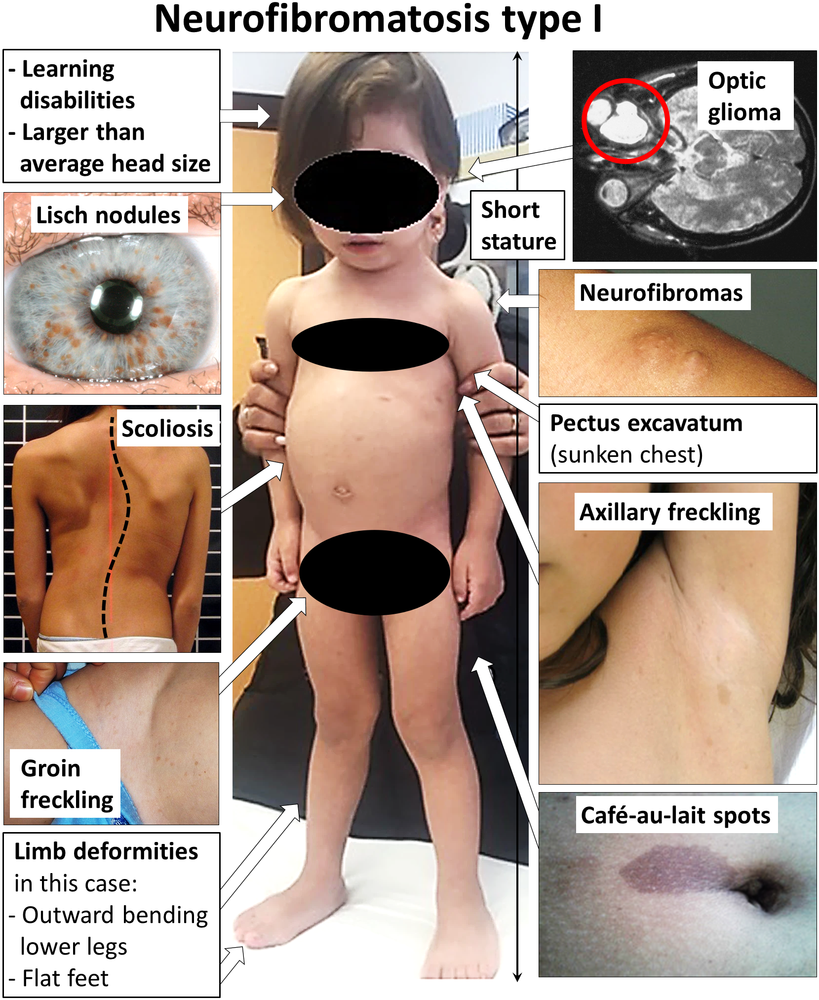 Neurofibromatosis type I
- Learning
disabilities
- Larger than
average head size
Optic
glioma
Lisch nodules
Short
stature
Neurofibromas
Scoliosis
Pectus excavatum
(sunken chest)
Axillary freckling
Groin
freckling
Café-au-lait spots
Limb deformities
in this case:
- Outward bending
lower legs
- Flat feet